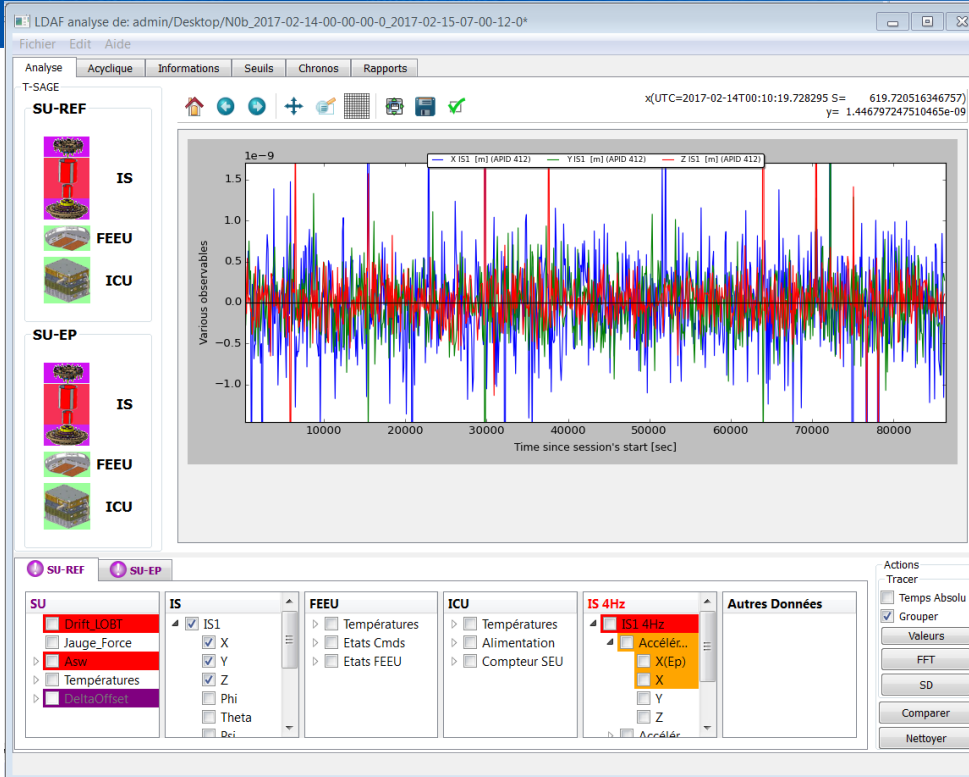 LDAF analyse de: admin/Desktop/N0b_2017-02-14-00-00-00-0_2017-02-15-07-00-12-0*
Fichier Edit Aide
Analyse Acyclique Informations Seuils Chronos Rapports
T-SAGE
SU-REF
IS
FEEU
ICU
SU-EP
IS
FEEU
ICU
x(UTC=2017-02-14T00:10:19.728295 S= 619.720516346757)
y= 1.446797247510465e-09
1e−9
X IS1 [m] (APID 412) Y IS1 [m] (APID 412) Z IS1 [m] (APID 412)
1.5
1.0
0.5
0.0
−0.5
−1.0
Various observables
10000 20000 30000 40000 50000 60000 70000 80000
Time since session's start [sec]
SU-REF SU-EP
SU
Drift_LOBT
Jauge_Force
Asw
Températures
DeltaOffset
IS
IS1
X
Y
Z
Phi
Theta
Psi
FEEU
Températures
Etats Cmds
Etats FEEU
ICU
Températures
Alimentation
Compteur SEU
IS 4Hz
IS1 4Hz
Accélér...
X(Ep)
X
Y
Z
Accélér
Autres Données
Actions
Tracer
Temps Absolu
Grouper
Valeurs
FFT
SD
Comparer
Nettoyer